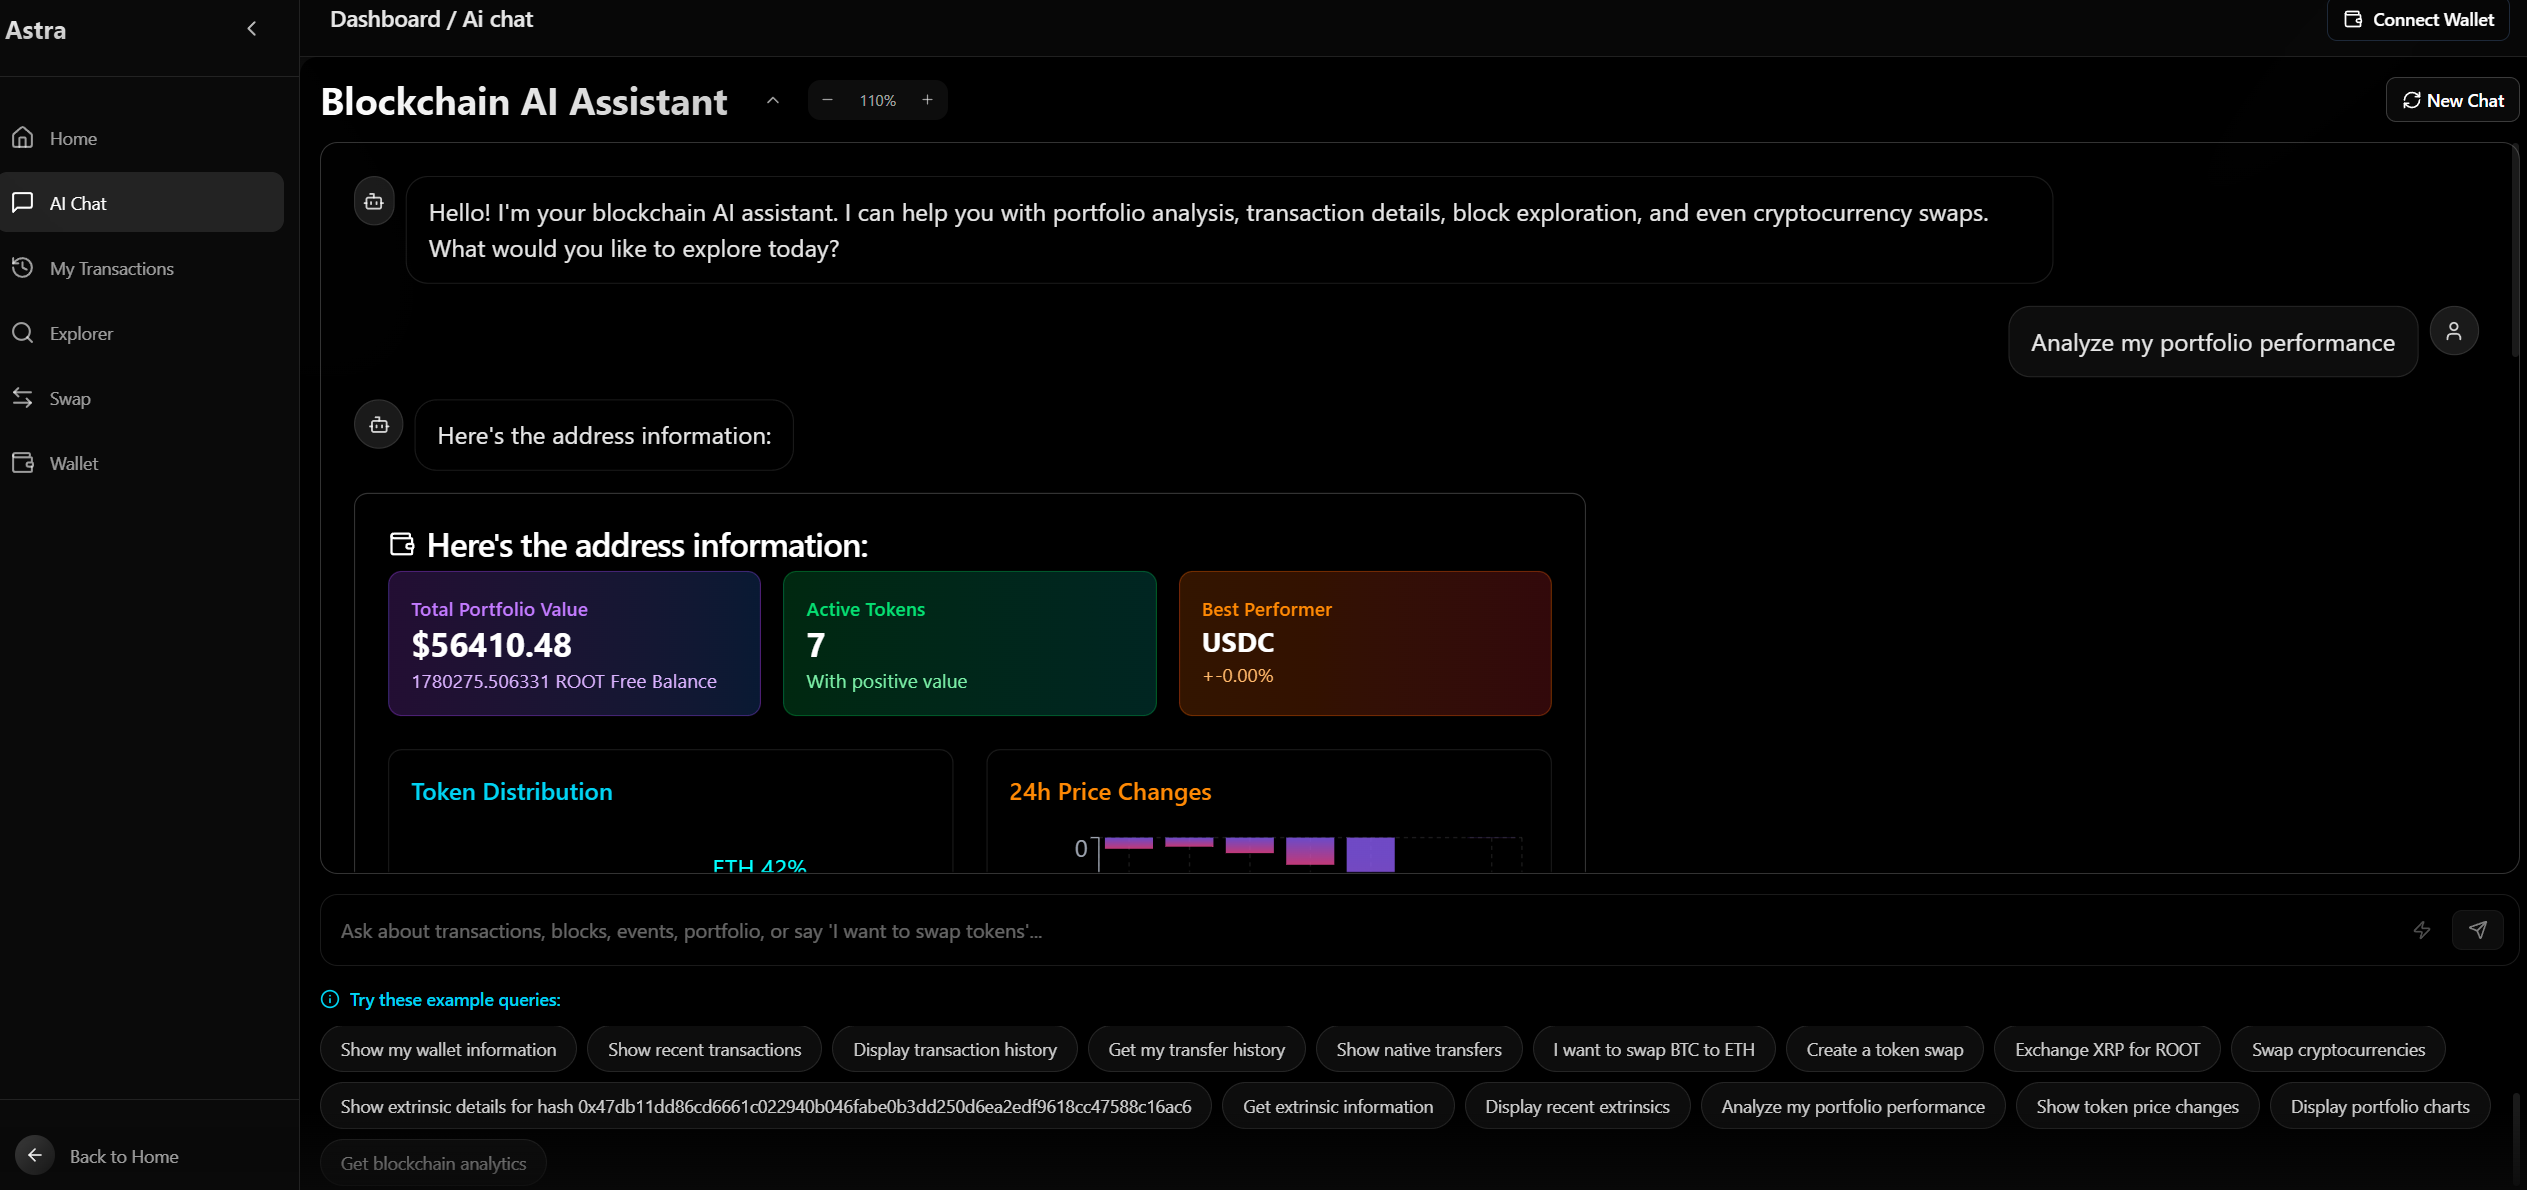 Astra
Home
AI Chat
My Transactions
Explorer
Swap
Wallet
Back to Home
Dashboard / Ai chat
Connect Wallet
Blockchain AI Assistant
110%
New Chat
Hello! I'm your blockchain AI assistant. I can help you with portfolio analysis, transaction details, block exploration, and even cryptocurrency swaps.
What would you like to explore today?
Analyze my portfolio performance
Here's the address information:
Here's the address information:
Total Portfolio Value
$56410.48
1780275.506331 ROOT Free Balance
Active Tokens
7
With positive value
Best Performer
USDC
+-0.00%
Token Distribution
ETH 42%
24h Price Changes
0
Ask about transactions, blocks, events, portfolio, or say 'I want to swap tokens'...
Try these example queries:
Show my wallet information
Show recent transactions
Display transaction history
Get my transfer history
Show native transfers
I want to swap BTC to ETH
Create a token swap
Exchange XRP for ROOT
Swap cryptocurrencies
Show extrinsic details for hash 0x47db11dd86cd6661c022940b046fabe0b3dd250d6ea2edf9618cc47588c16ac6
Get extrinsic information
Display recent extrinsics
Analyze my portfolio performance
Show token price changes
Display portfolio charts
Get blockchain analytics